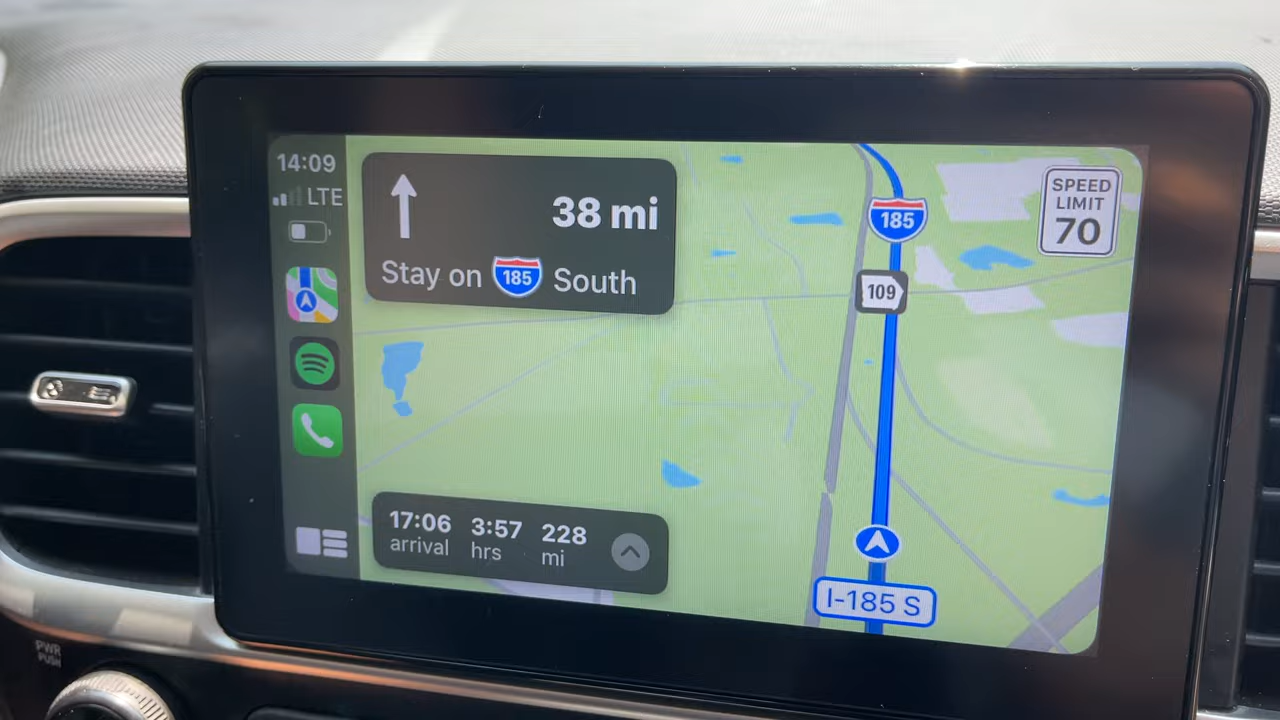 14:09
LTE
38 mi
Stay on 185 South
17:06 3:57 228
arrival hrs mi
185
109
SPEED
LIMIT
70
I-185 S
PWR
PUSH